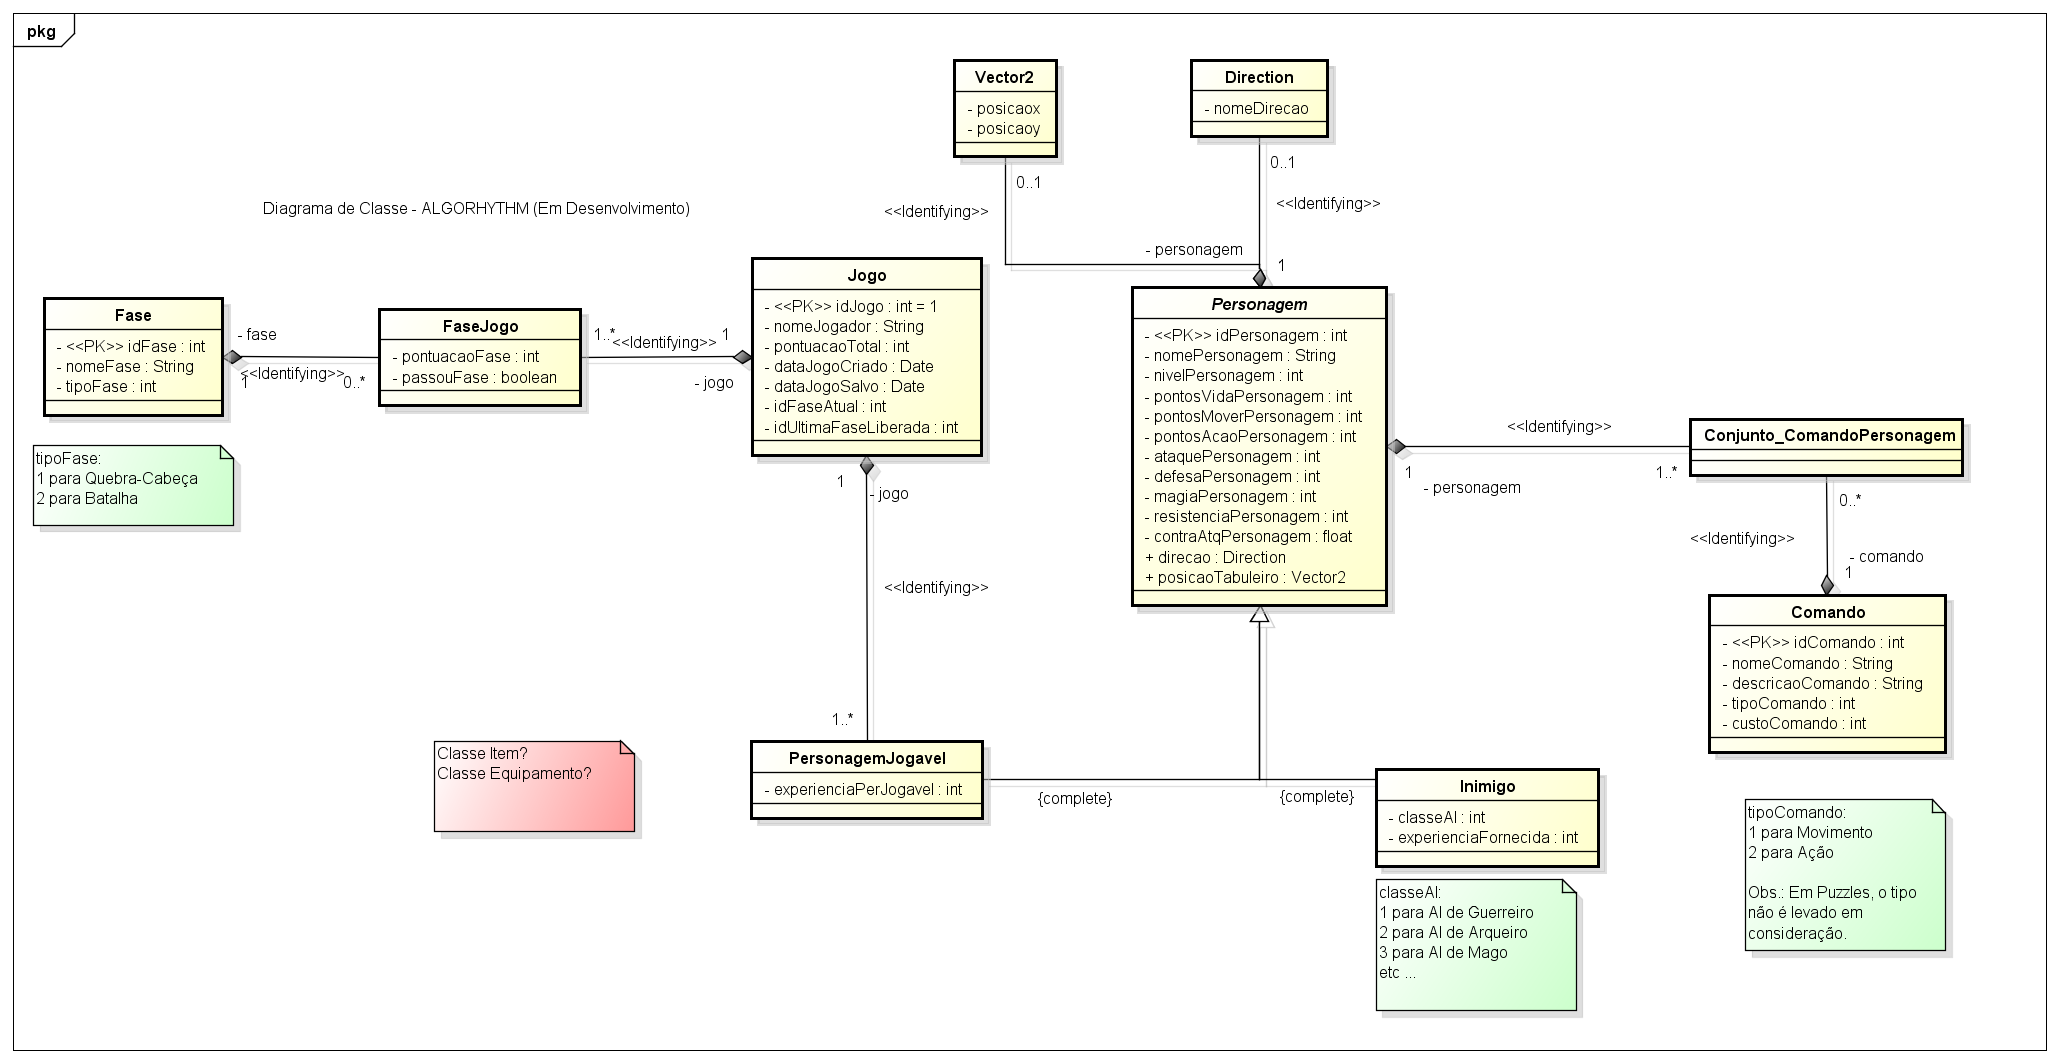 pkg
Vector2
- posicaox
- posicaoy
Direction
- nomeDirecao
0..1
0..1
<<Identifying>>
<<Identifying>>
Diagrama de Classe - ALGORHYTHM (Em Desenvolvimento)
- personagem
1
Fase
- <<PK>> idFase : int
- nomeFase : String
- tipoFase : int
- fase
1
<<Identifying>>
0..*
FaseJogo
- pontuacaoFase : int
- passouFase : boolean
1..*
<<Identifying>>
1
- jogo
Jogo
- <<PK>> idJogo : int = 1
- nomeJogador : String
- pontuacaoTotal : int
- dataJogoCriado : Date
- dataJogoSalvo : Date
- idFaseAtual : int
- idUltimaFaseLiberada : int
Personagem
- <<PK>> idPersonagem : int
- nomePersonagem : String
- nivelPersonagem : int
- pontosVidaPersonagem : int
- pontosMoverPersonagem : int
- pontosAcaoPersonagem : int
- ataquePersonagem : int
- defesaPersonagem : int
- magiaPersonagem : int
- resistenciaPersonagem : int
- contraAtqPersonagem : float
+ direcao : Direction
+ posicaoTabuleiro : Vector2
<<Identifying>>
1
1..*
- personagem
Conjunto_ComandoPersonagem
0..*
<<Identifying>>
- comando
1
Comando
- <<PK>> idComando : int
- nomeComando : String
- descricaoComando : String
- tipoComando : int
- custoComando : int
tipoFase:
1 para Quebra-Cabeça
2 para Batalha
1
- jogo
<<Identifying>>
1..*
Classe Item?
Classe Equipamento?
PersonagemJogavel
- experienciaPerJogavel : int
{complete}
{complete}
Inimigo
- classeAI : int
- experienciaFornecida : int
classeAI:
1 para AI de Guerreiro
2 para AI de Arqueiro
3 para AI de Mago
etc ...
tipoComando:
1 para Movimento
2 para Ação
Obs.: Em Puzzles, o tipo
não é levado em
consideração.